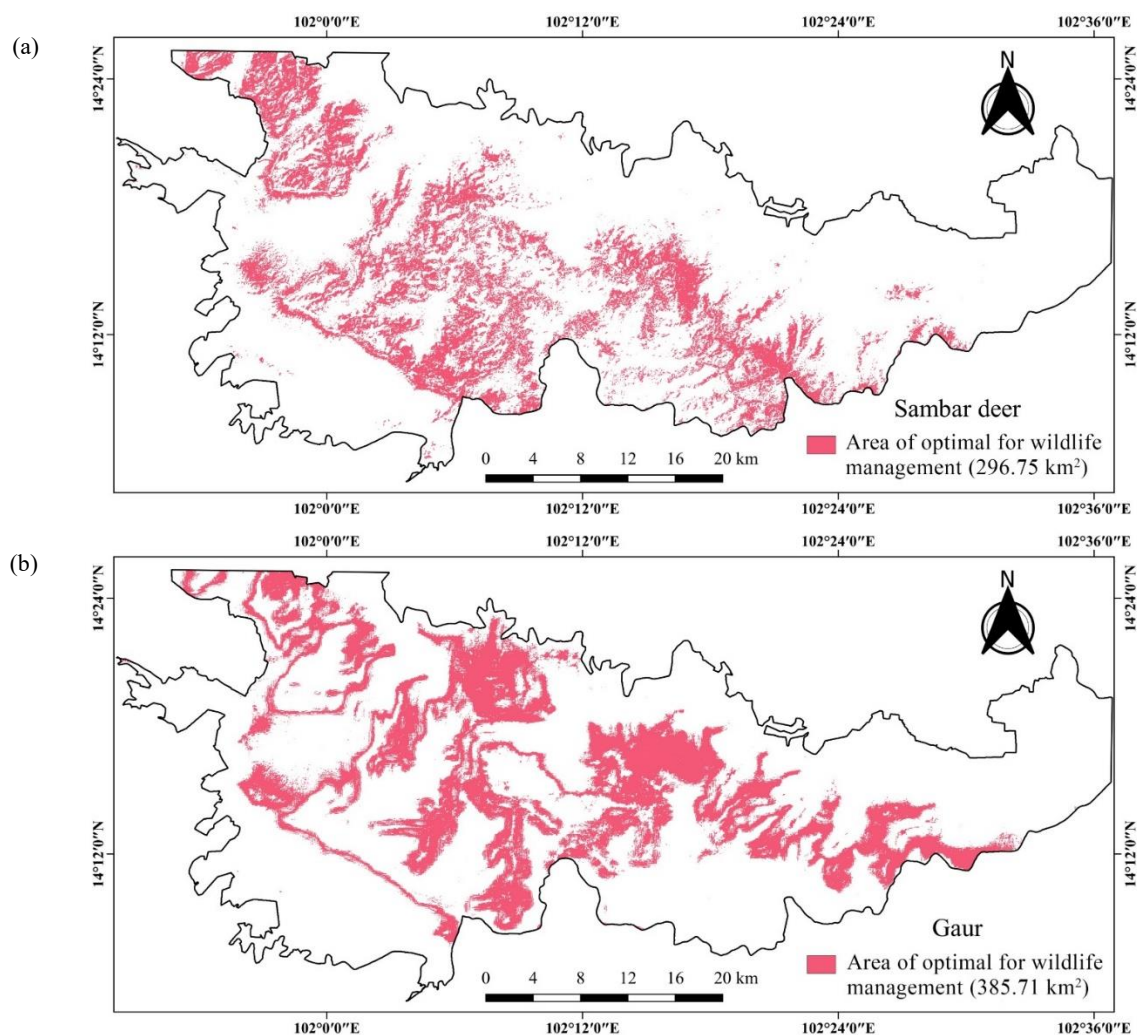 (a)
102°0′0″E 102°12′0″E 102°24′0″E 102°36′0″E
14°24′0″N
14°24′0″N
N
14°12′0″N
14°12′0″N
Sambar deer
Area of optimal for wildlife
management (296.75 km²)
0 4 8 12 16 20 km
102°0′0″E 102°12′0″E 102°24′0″E 102°36′0″E
(b)
102°0′0″E 102°12′0″E 102°24′0″E 102°36′0″E
14°24′0″N
14°24′0″N
N
14°12′0″N
14°12′0″N
Gaur
Area of optimal for wildlife
management (385.71 km²)
0 4 8 12 16 20 km
102°0′0″E 102°12′0″E 102°24′0″E 102°36′0″E